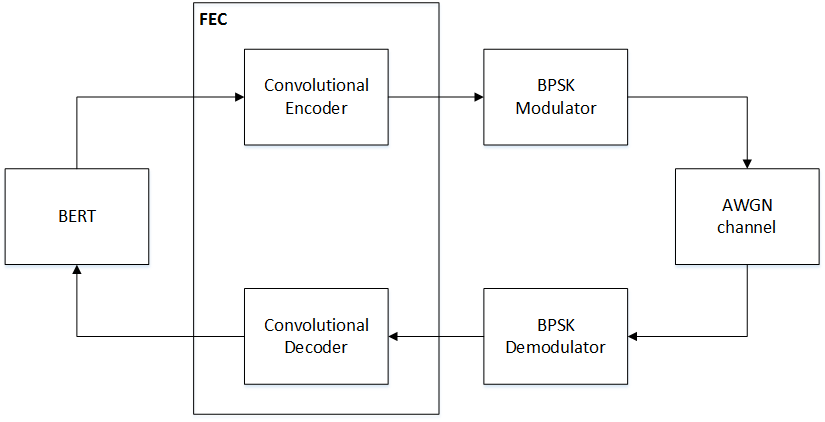 FEC
Convolutional
Encoder
BPSK
Modulator
BERT
AWGN
channel
Convolutional
Decoder
BPSK
Demodulator